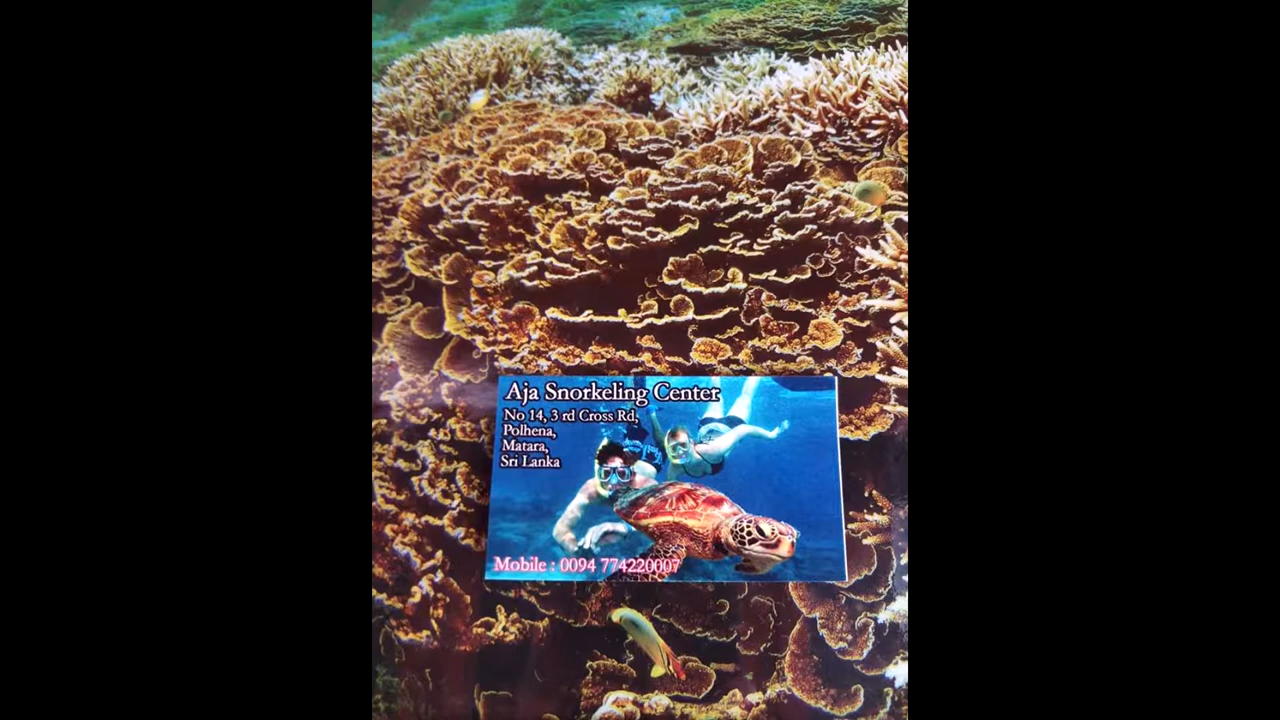 Aja Snorkeling Center
No 14, 3 rd Cross Rd,
Polhena,
Matara,
Sri Lanka
Mobile : 0094 774220007